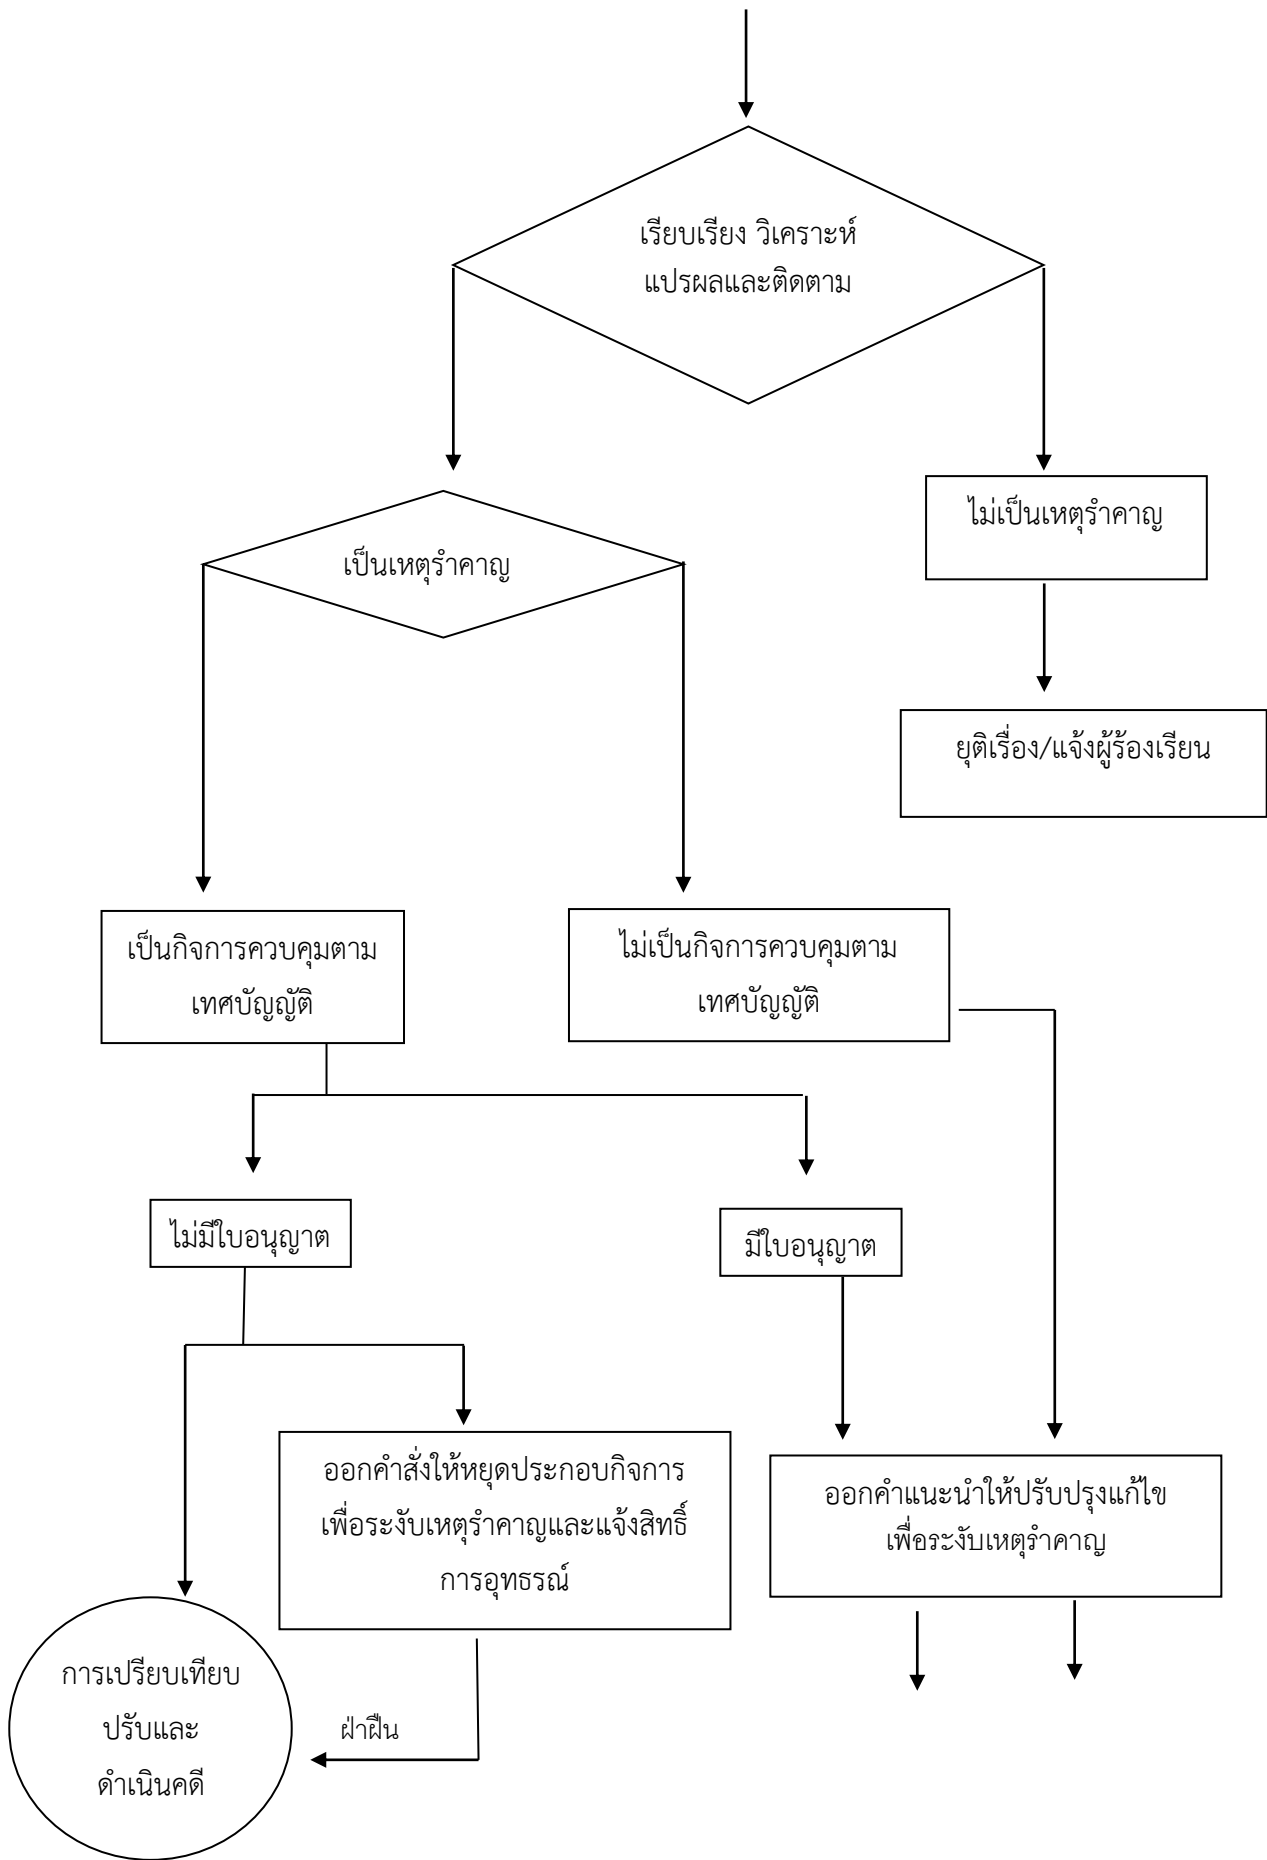 เรียบเรียง วิเคราะห์
แปรผลและติดตาม
ไม่เป็นเหตุรำคาญ
เป็นเหตุรำคาญ
ยุติเรื่อง/แจ้งผู้ร้องเรียน
เป็นกิจการควบคุมตาม
เทศบัญญัติ
ไม่เป็นกิจการควบคุมตาม
เทศบัญญัติ
ไม่มีใบอนุญาต
มีใบอนุญาต
ออกคำสั่งให้หยุดประกอบกิจการ
เพื่อระงับเหตุรำคาญและแจ้งสิทธิ์
การอุทธรณ์
ออกคำแนะนำให้ปรับปรุงแก้ไข
เพื่อระงับเหตุรำคาญ
การเปรียบเทียบ
ปรับและ
ดำเนินคดี
ฝ่าฝืน